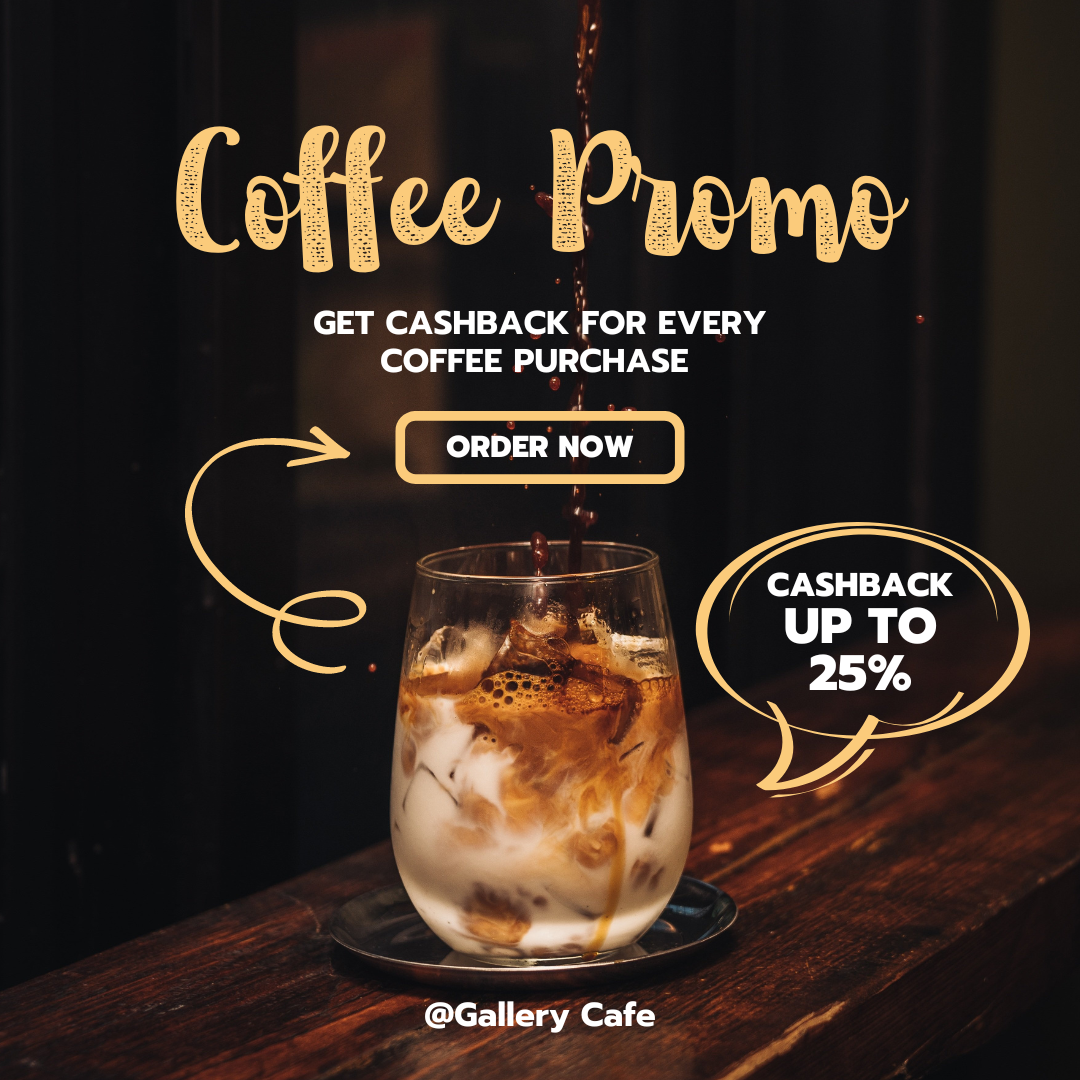 Coffee Promo
GET CASHBACK FOR EVERY
COFFEE PURCHASE
ORDER NOW
CASHBACK
UP TO
25%
@Gallery Cafe